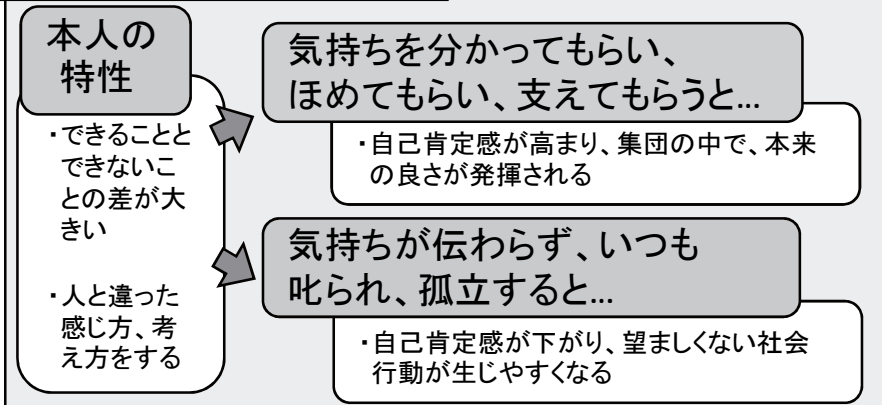 本人の
特性
・できることと
できないこ
との差が大
きい
・人と違った
感じ方、考
え方をする
気持ちを分かってもらい、
ほめてもらい、支えてもらうと…
・自己肯定感が高まり、集団の中で、本来
の良さが発揮される
気持ちが伝わらず、いつも
叱られ、孤立すると…
・自己肯定感が下がり、望ましくない社会
行動が生じやすくなる